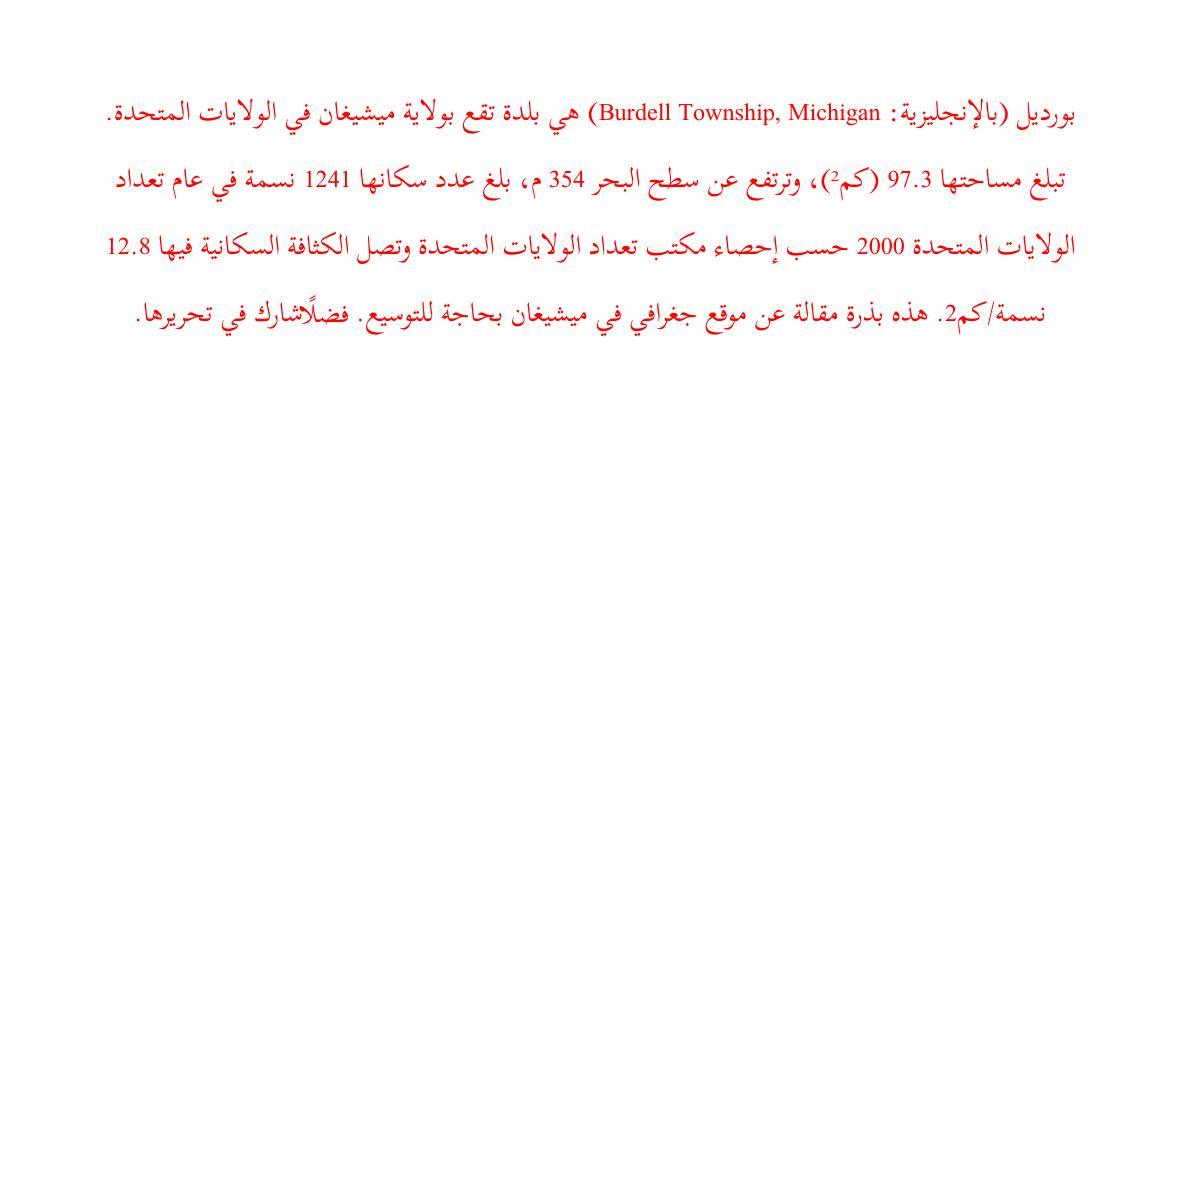 بورديل (بالإنجليزية: Burdell Township, Michigan) هي بلدة تقع بولاية ميشيغان في الولايات المتحدة.
تبلغ مساحتها 97.3 (كم²)، وترتفع عن سطح البحر 354 م، بلغ عدد سكانها 1241 نسمة في عام تعداد
الولايات المتحدة 2000 حسب إحصاء مكتب تعداد الولايات المتحدة وتصل الكثافة السكانية فيها 12.8
نسمة/كم2. هذه بذرة مقالة عن موقع جغرافي في ميشيغان بحاجة للتوسيع. فضلًاشارك في تحريرها.